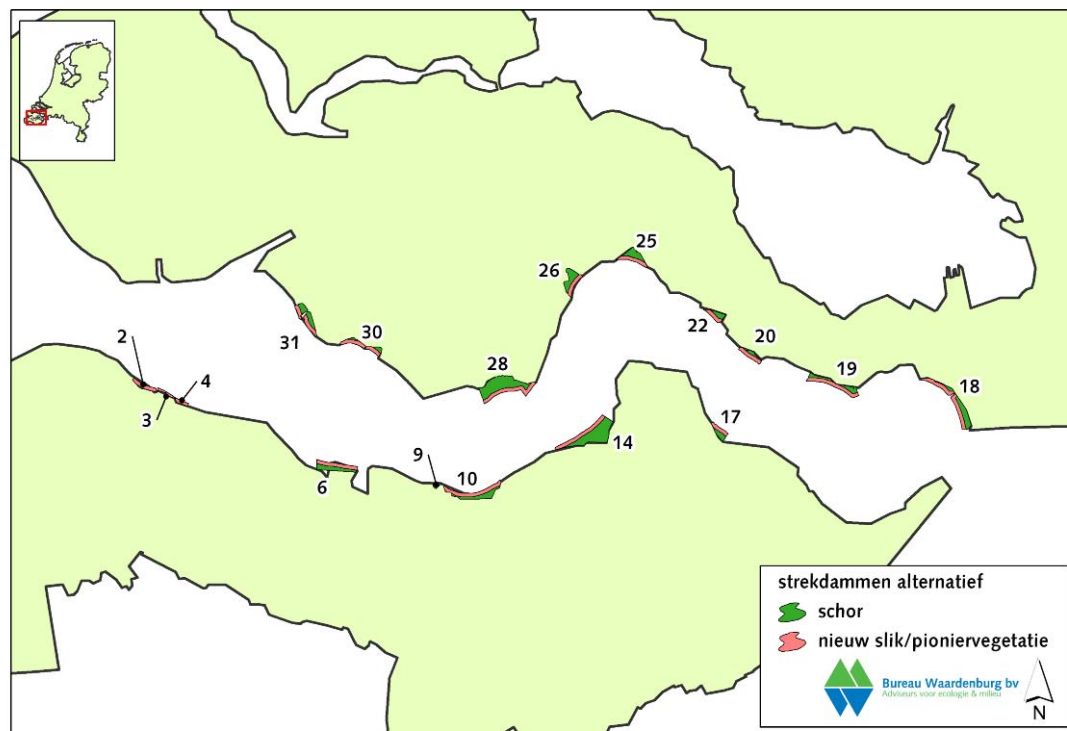 25
26
31
30
22
20
2
28
19
4
18
3
17
14
9
6
10
strekdammen alternatief
schor
nieuw slik/pioniervegetatie
Bureau Waardenburg bv
Adviseurs voor ecologie & milieu
N